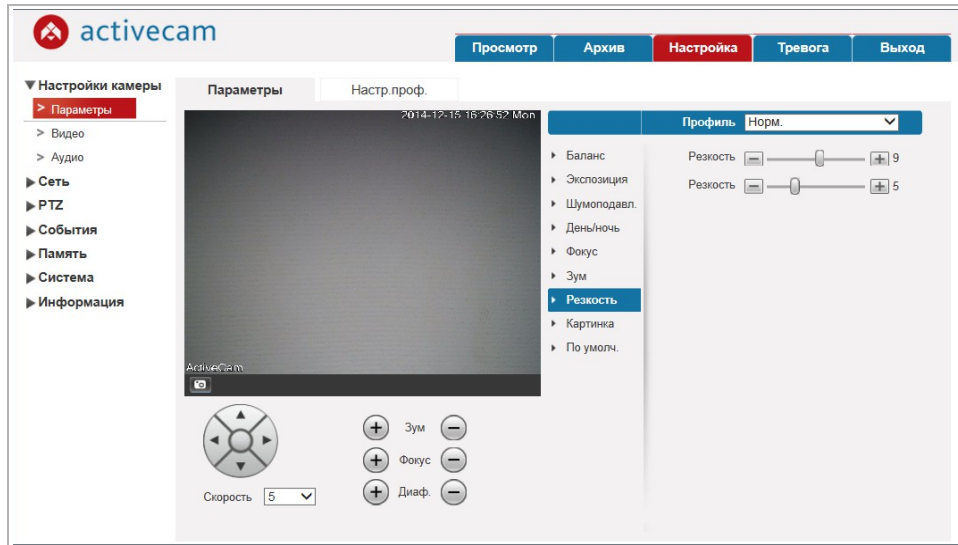 activecam
Просмотр Архив Настройка Тревога Выход
Настройки камеры
> Параметры
> Видео
> Аудио
Сеть
PTZ
События
Память
Система
Информация
Параметры Настр.проф.
2014-12-15 16:26:52 Mon
ActiveCam
Профиль Норм.
Баланс
Экспозиция
Шумоподавл.
День/ночь
Фокус
Зум
Резкость
Картинка
По умолч.
Резкость 9
Резкость 5
Зум
Фокус
Диаф.
Скорость 5